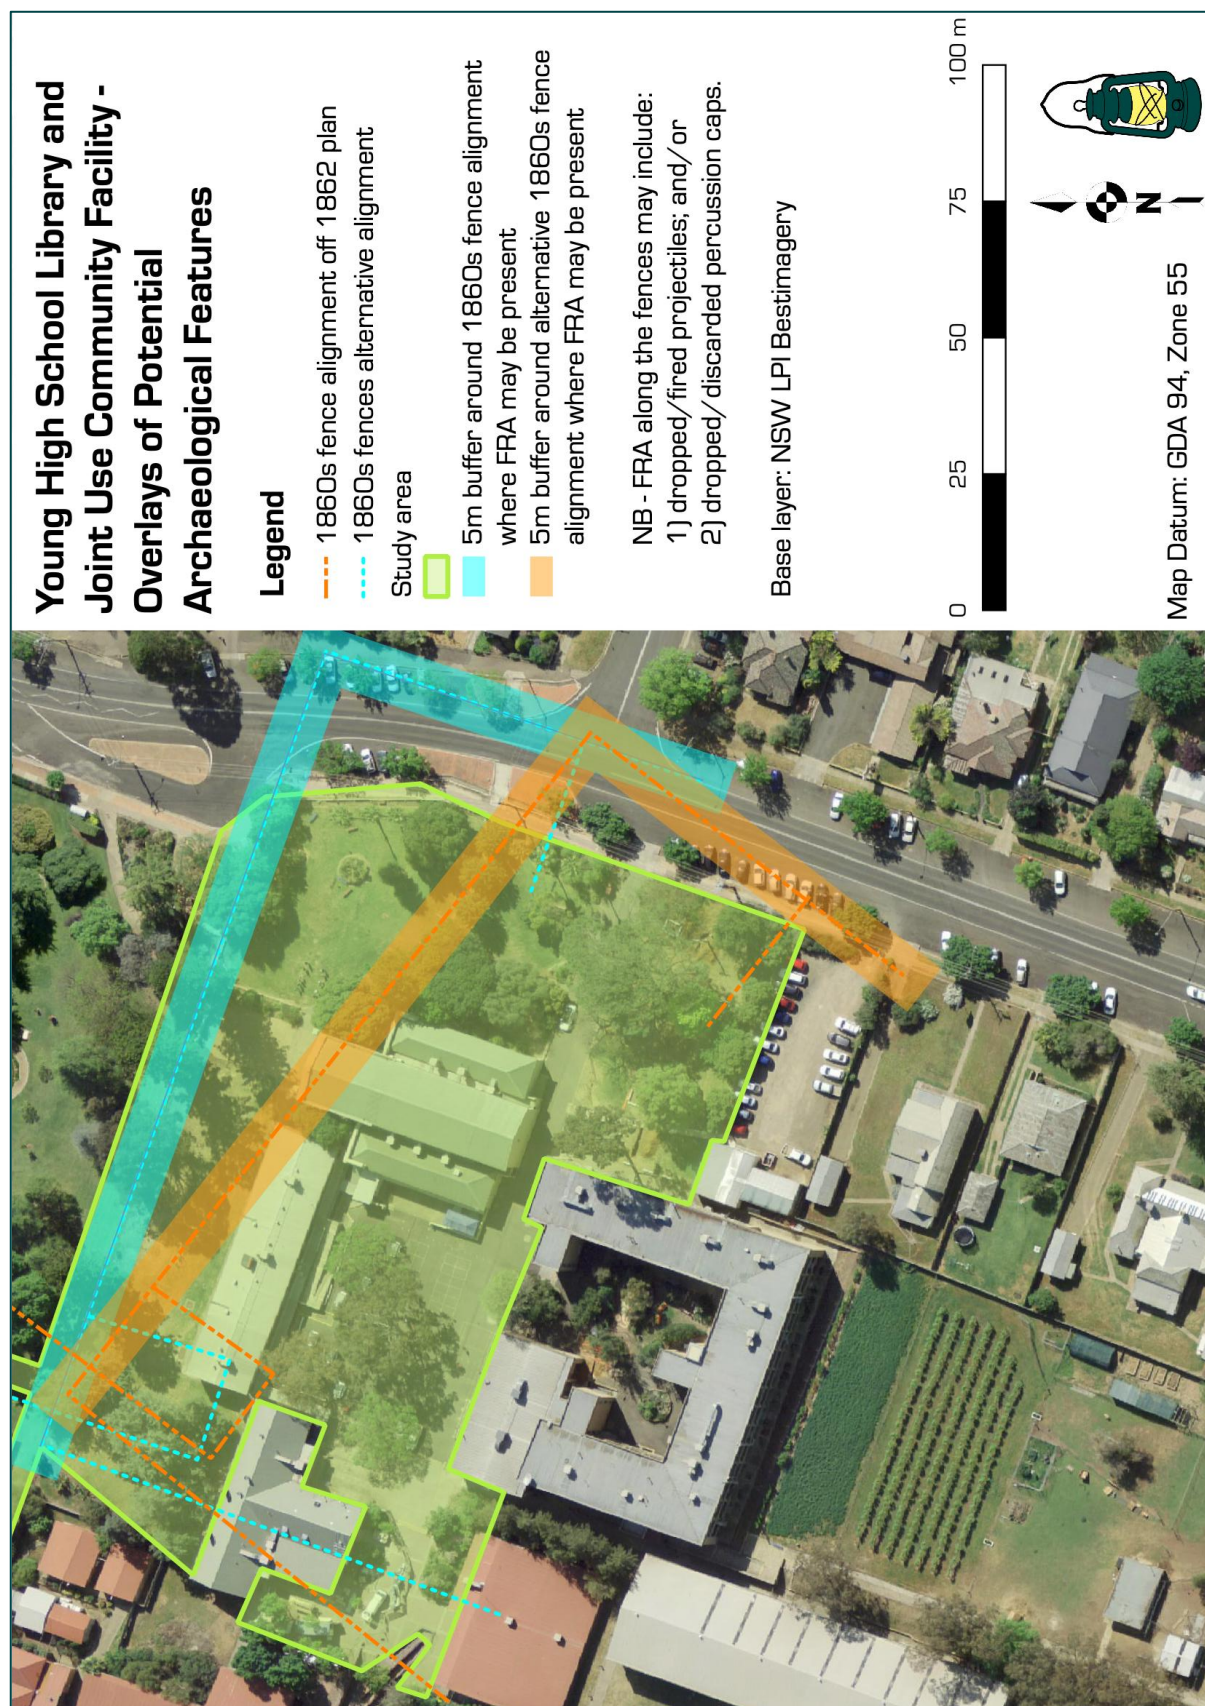 Young High School Library and
Joint Use Community Facility -
Overlays of Potential
Archaeological Features
Legend
1860s fence alignment off 1862 plan
1860s fences alternative alignment
Study area
5m buffer around 1860s fence alignment
where FRA may be present
5m buffer around alternative 1860s fence
alignment where FRA may be present
NB - FRA along the fences may include:
1) dropped/fired projectiles; and/or
2) dropped/discarded percussion caps.
Base layer: NSW LPI Bestimagery
0 25 50 75 100 m
N
Map Datum: GDA 94, Zone 55